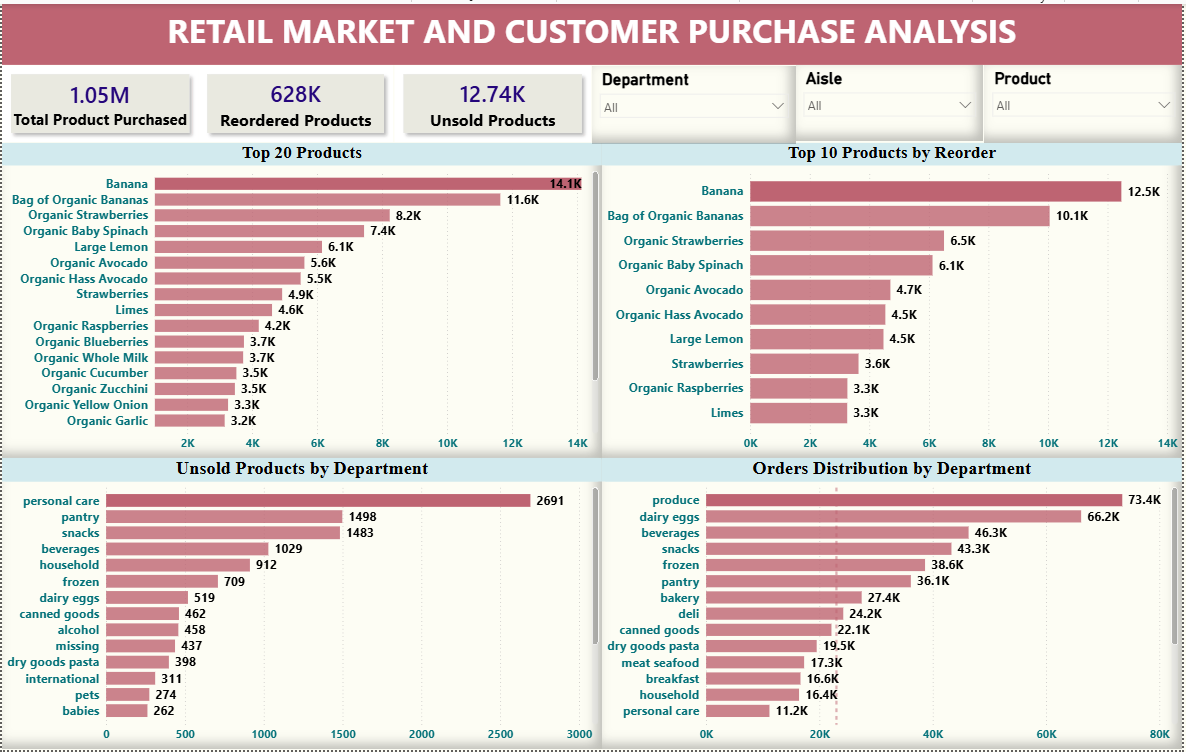 RETAIL MARKET AND CUSTOMER PURCHASE ANALYSIS
1.05M
Total Product Purchased
628K
Reordered Products
12.74K
Unsold Products
Department
All
Aisle
All
Product
All
Top 20 Products
Banana 14.1K
Bag of Organic Bananas 11.6K
Organic Strawberries 8.2K
Organic Baby Spinach 7.4K
Large Lemon 6.1K
Organic Avocado 5.6K
Organic Hass Avocado 5.5K
Strawberries 4.9K
Limes 4.6K
Organic Raspberries 4.2K
Organic Blueberries 3.7K
Organic Whole Milk 3.7K
Organic Cucumber 3.5K
Organic Zucchini 3.5K
Organic Yellow Onion 3.3K
Organic Garlic 3.2K
2K 4K 6K 8K 10K 12K 14K
Top 10 Products by Reorder
Banana 12.5K
Bag of Organic Bananas 10.1K
Organic Strawberries 6.5K
Organic Baby Spinach 6.1K
Organic Avocado 4.7K
Organic Hass Avocado 4.5K
Large Lemon 4.5K
Strawberries 3.6K
Organic Raspberries 3.3K
Limes 3.3K
0K 2K 4K 6K 8K 10K 12K 14K
Unsold Products by Department
personal care 2691
pantry 1498
snacks 1483
beverages 1029
household 912
frozen 709
dairy eggs 519
canned goods 462
alcohol 458
missing 437
dry goods pasta 398
international 311
pets 274
babies 262
0 500 1000 1500 2000 2500 3000
Orders Distribution by Department
produce 73.4K
dairy eggs 66.2K
beverages 46.3K
snacks 43.3K
frozen 38.6K
pantry 36.1K
bakery 27.4K
deli 24.2K
canned goods 22.1K
dry goods pasta 19.5K
meat seafood 17.3K
breakfast 16.6K
household 16.4K
personal care 11.2K
0K 20K 40K 60K 80K